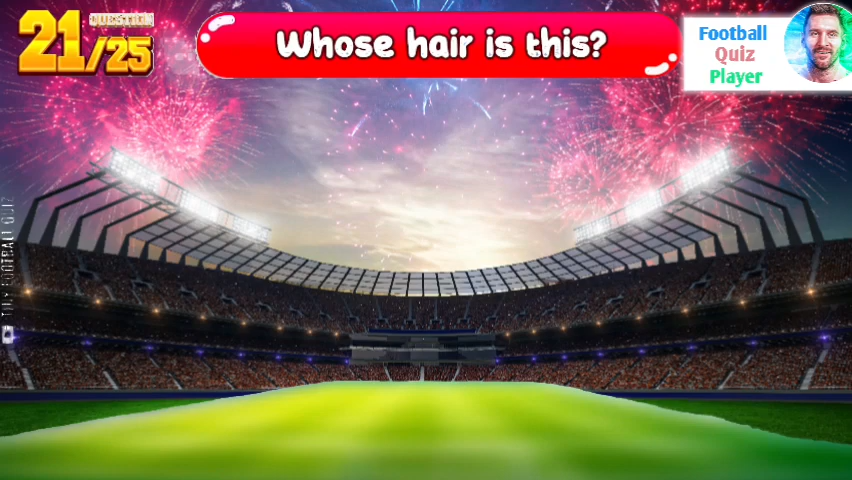 QUESTION
21/25
Whose hair is this?
Football
Quiz
Player